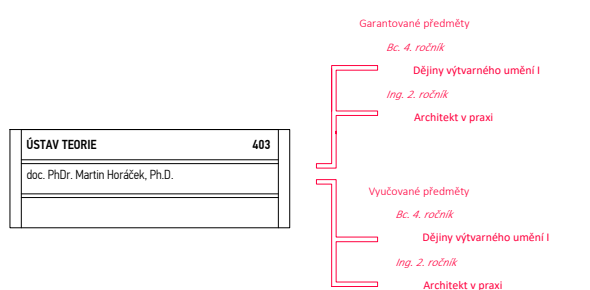 Garantované předměty
Bc. 4. ročník
Dějiny výtvarného umění I
Ing. 2. ročník
Architekt v praxi
ÚSTAV TEORIE 403
doc. PhDr. Martin Horáček, Ph.D.
Vyučované předměty
Bc. 4. ročník
Dějiny výtvarného umění I
Ing. 2. ročník
Architekt v praxi